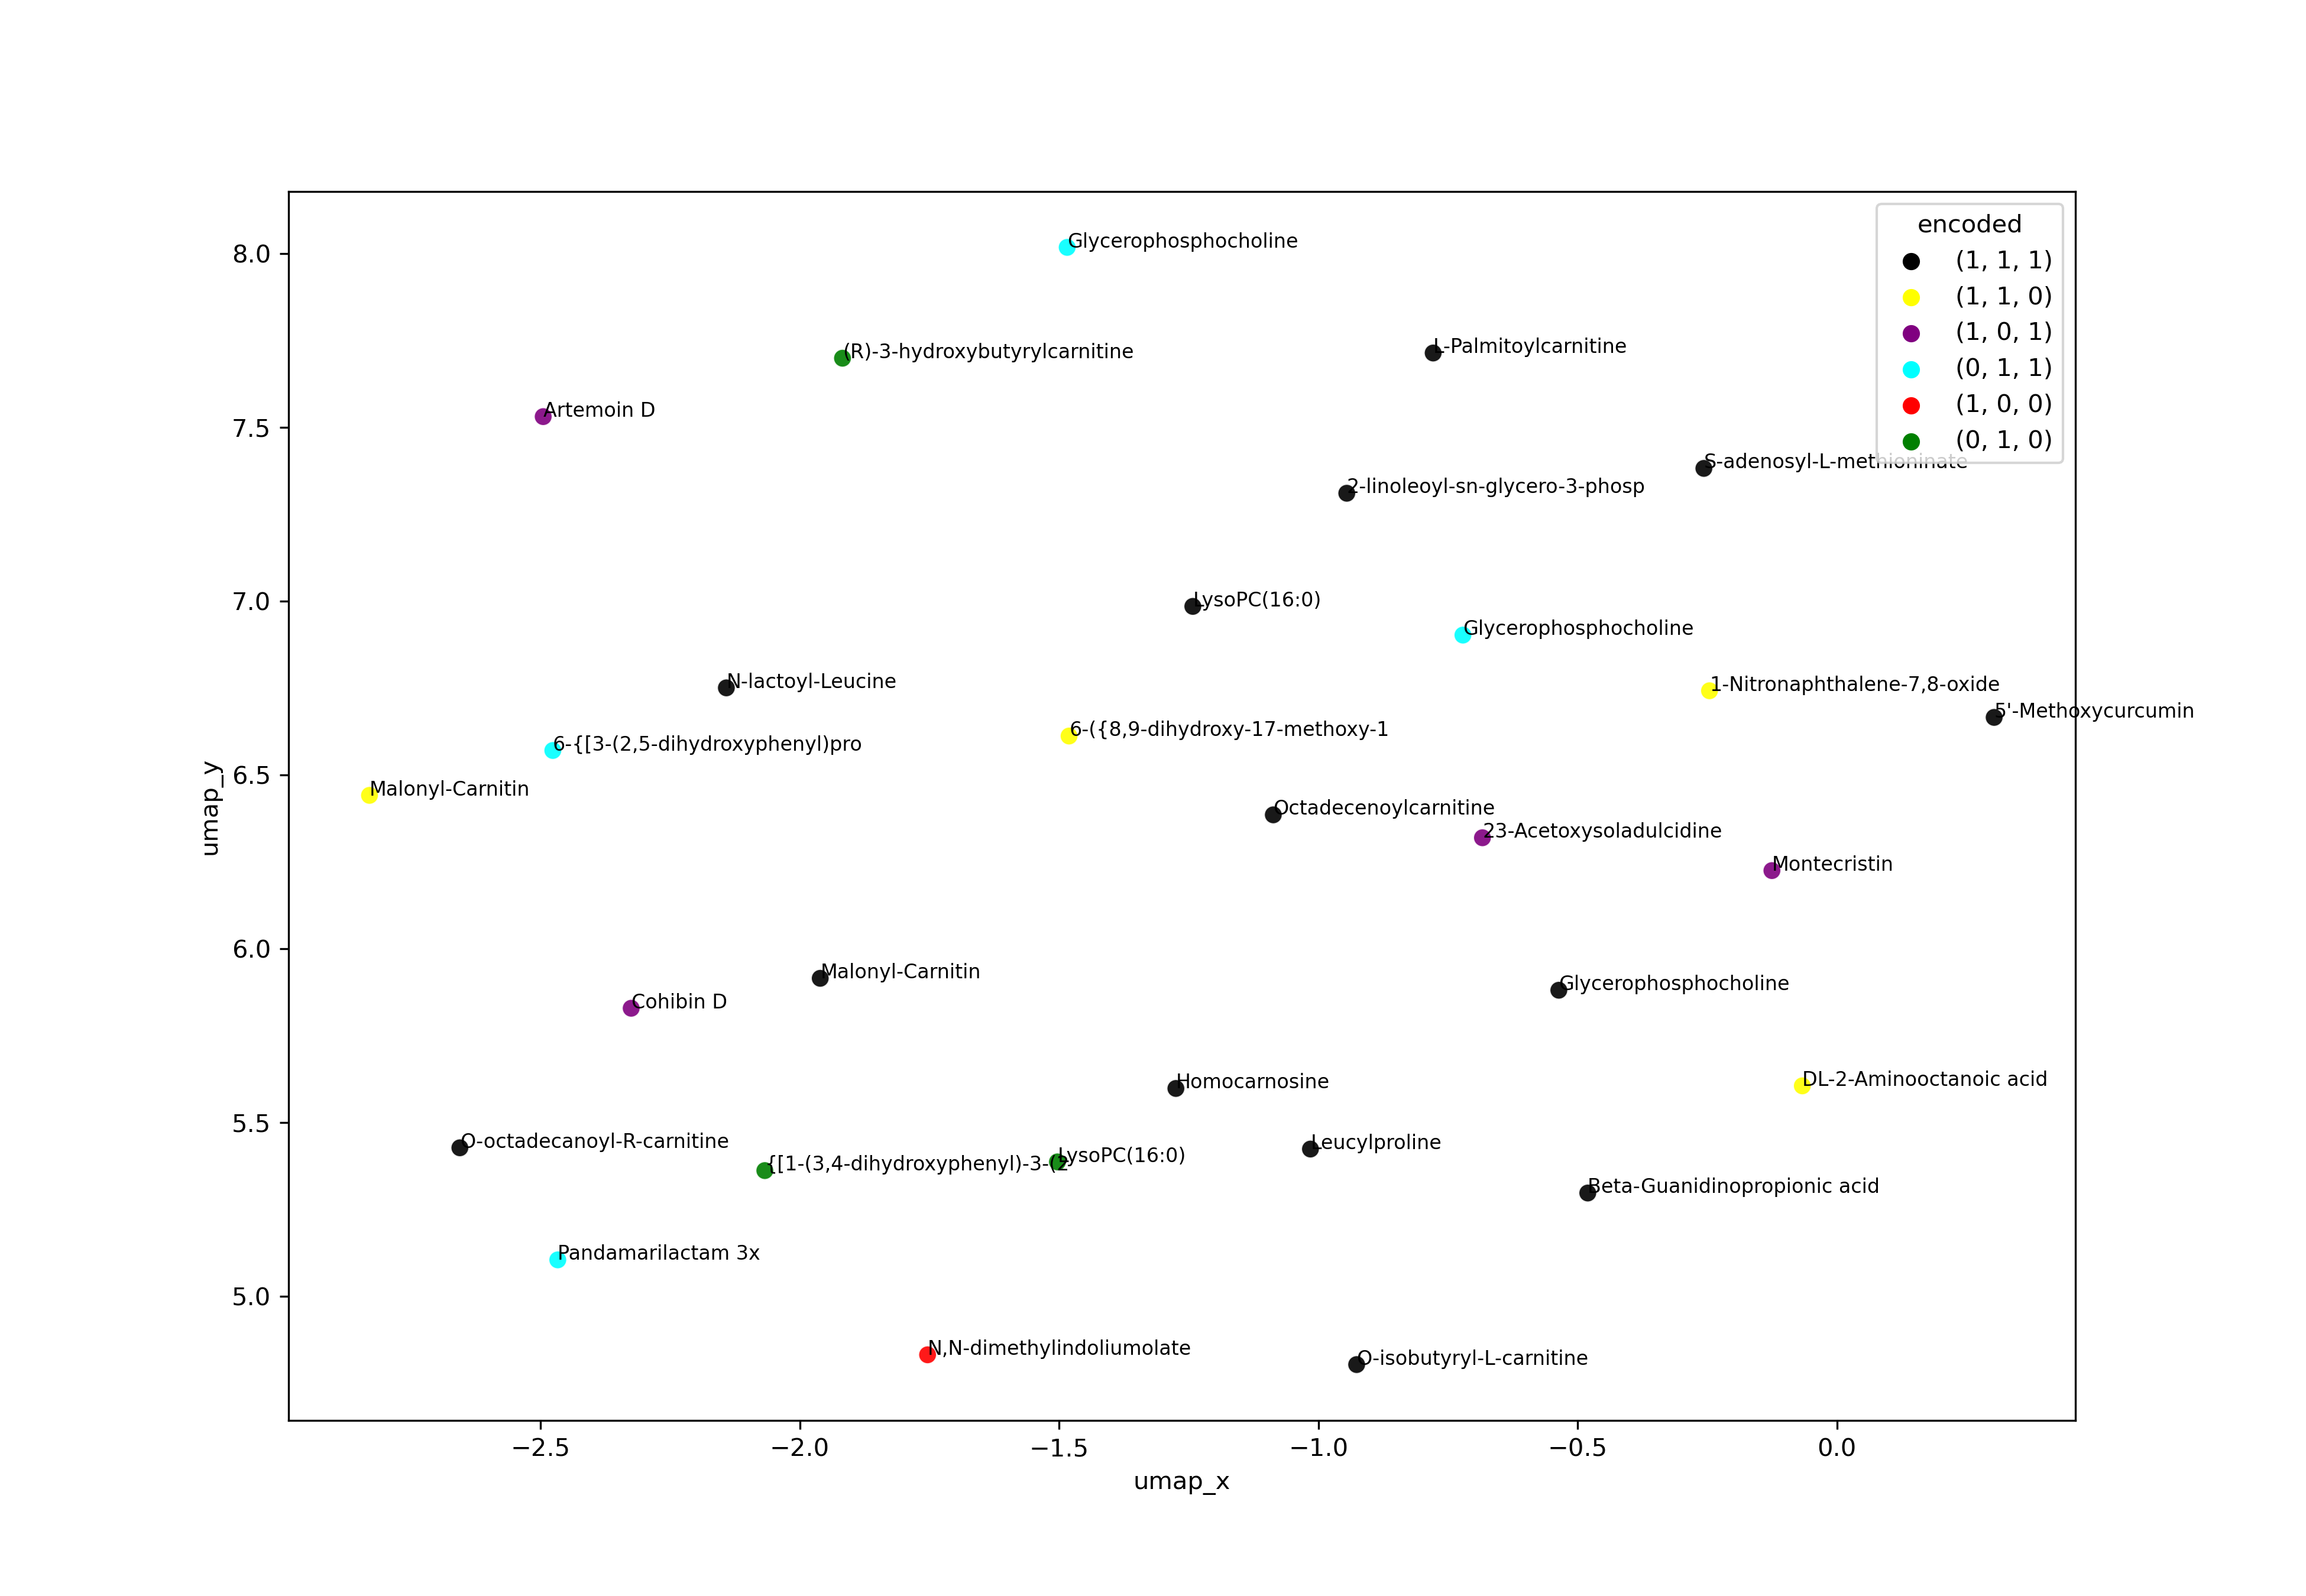 Glycerophosphocholine
(R)-3-hydroxybutyrylcarnitine
L-Palmitoylcarnitine
Artemoin D
S-adenosyl-L-methioninate
2-linoleoyl-sn-glycero-3-phosp
LysoPC(16:0)
Glycerophosphocholine
N-lactoyl-Leucine
1-Nitronaphthalene-7,8-oxide
5'-Methoxycurcumin
6-({8,9-dihydroxy-17-methoxy-1
6-{[3-(2,5-dihydroxyphenyl)pro
Malonyl-Carnitin
Octadecenoylcarnitine
23-Acetoxysoladulcidine
Montecristin
Malonyl-Carnitin
Glycerophosphocholine
Cohibin D
Homocarnosine
DL-2-Aminooctanoic acid
O-octadecanoyl-R-carnitine
Leucylproline
{[1-(3,4-dihydroxyphenyl)-3-(2
LysoPC(16:0)
Beta-Guanidinopropionic acid
Pandamarilactam 3x
N,N-dimethylindoliumolate
O-isobutyryl-L-carnitine
encoded
(1, 1, 1)
(1, 1, 0)
(1, 0, 1)
(0, 1, 1)
(1, 0, 0)
(0, 1, 0)
umap_y
8.0
7.5
7.0
6.5
6.0
5.5
5.0
−2.5
−2.0
−1.5
−1.0
−0.5
0.0
umap_x